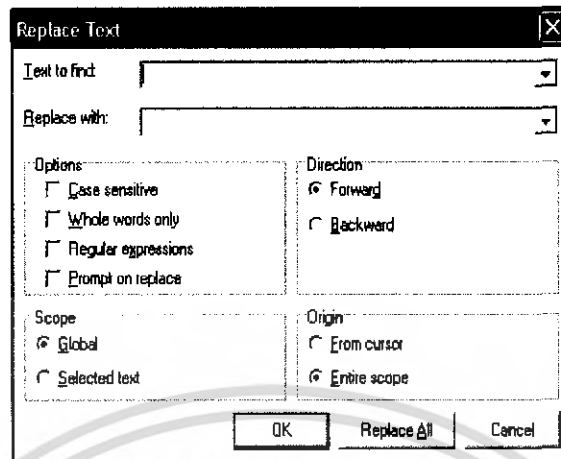 Replace Text
Text to find:
Replace with:
Options
Case sensitive
Whole words only
Regular expressions
Prompt on replace
Direction
Forward
Backward
Scope
Global
Selected text
Origin
From cursor
Entire scope
OK Replace All Cancel